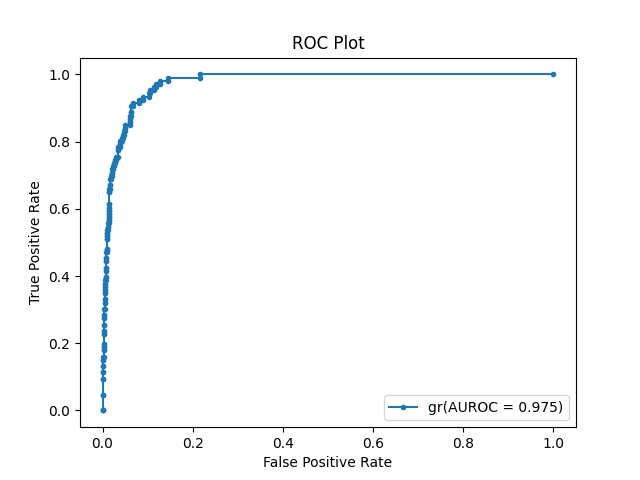 ROC Plot
True Positive Rate
1.0
0.8
0.6
0.4
0.2
0.0
gr(AUROC = 0.975)
0.0 0.2 0.4 0.6 0.8 1.0
False Positive Rate